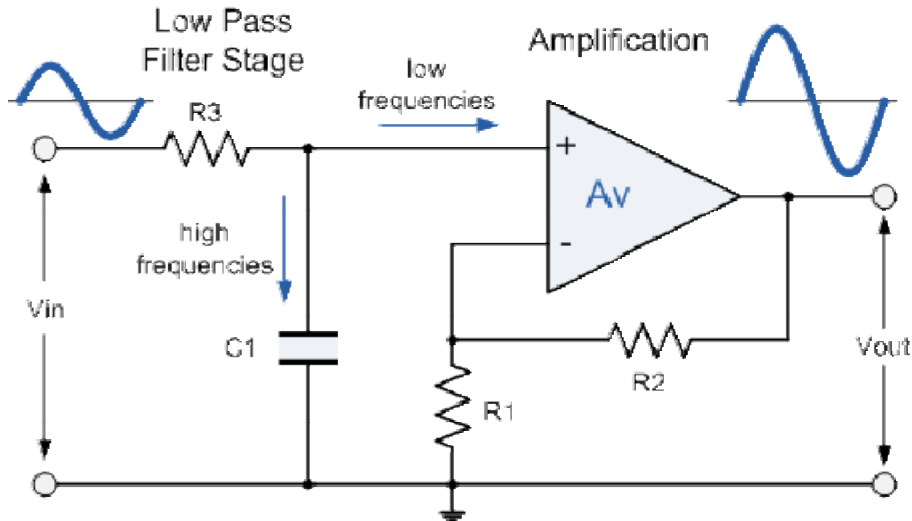 Low Pass
Filter Stage
Amplification
low
frequencies
R3
+
Av
-
high
frequencies
Vin
C1
R2
Vout
R1